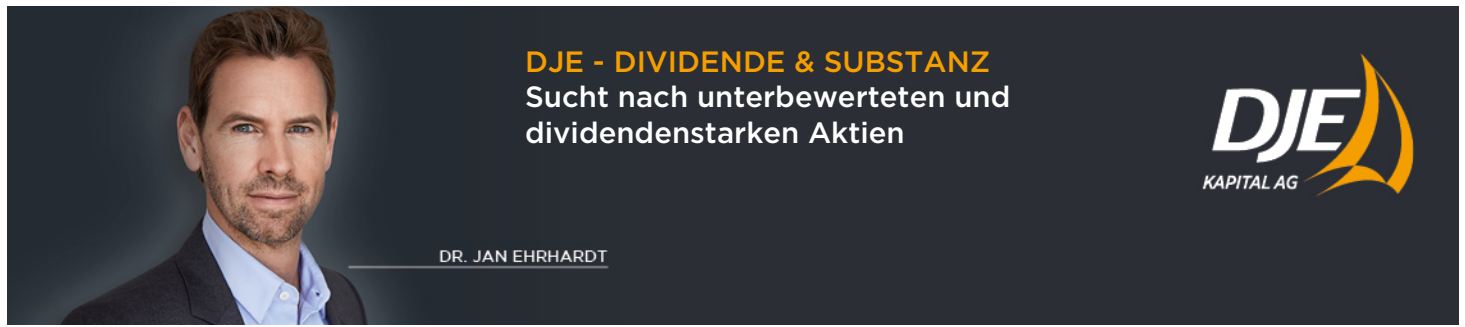 DJE - DIVIDENDE & SUBSTANZ
Sucht nach unterbewerteten und
dividendenstarken Aktien
DJE
KAPITAL AG
DR. JAN EHRHARDT